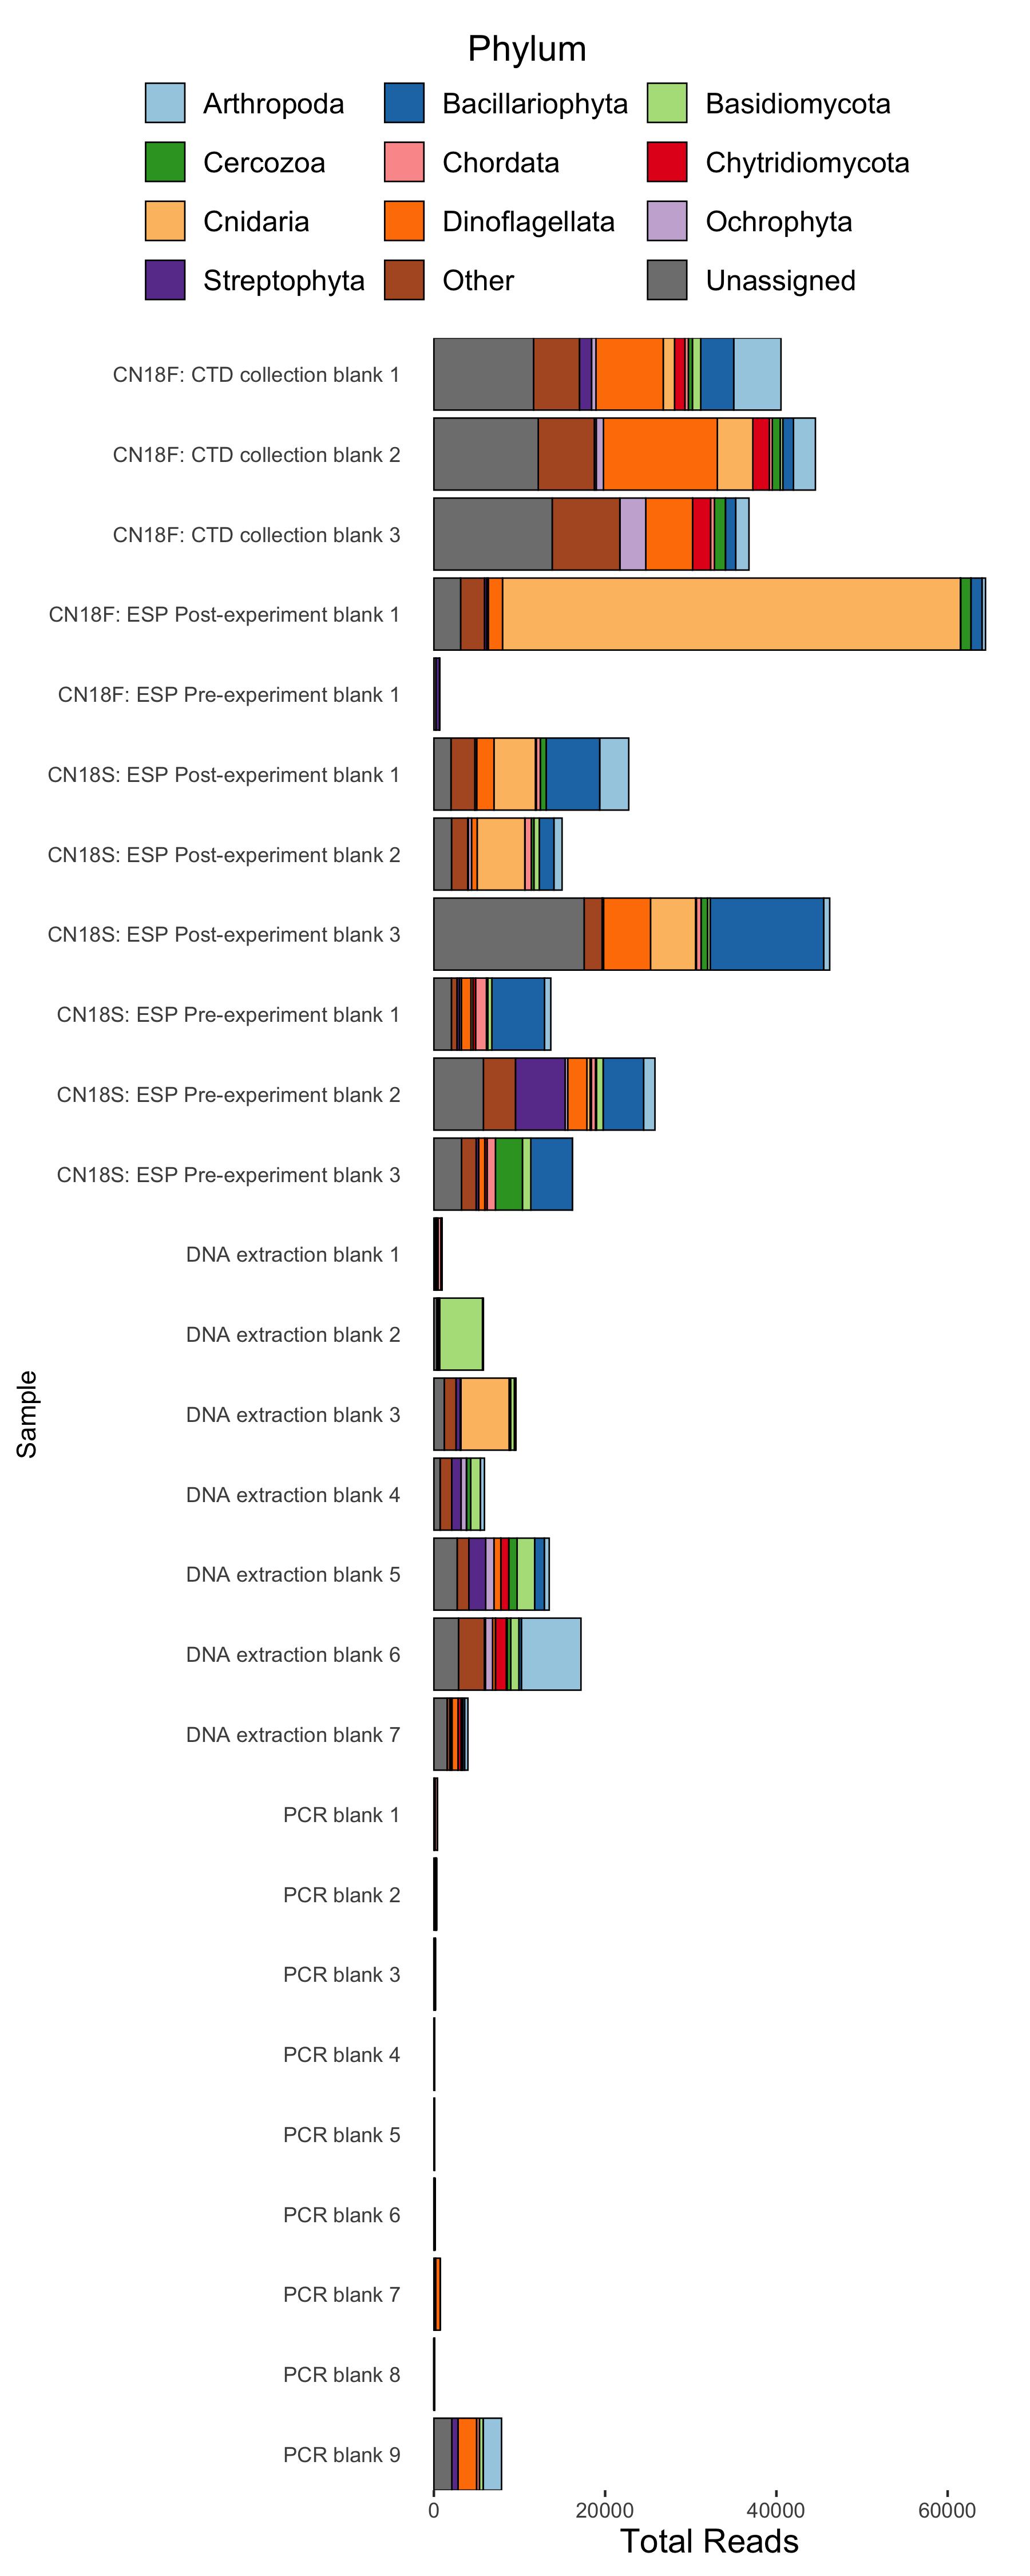 Phylum
Arthropoda Bacillariophyta Basidiomycota
Cercozoa Chordata Chytridiomycota
Cnidaria Dinoflagellata Ochrophyta
Streptophyta Other Unassigned
CN18F: CTD collection blank 1
CN18F: CTD collection blank 2
CN18F: CTD collection blank 3
CN18F: ESP Post-experiment blank 1
CN18F: ESP Pre-experiment blank 1
CN18S: ESP Post-experiment blank 1
CN18S: ESP Post-experiment blank 2
CN18S: ESP Post-experiment blank 3
CN18S: ESP Pre-experiment blank 1
CN18S: ESP Pre-experiment blank 2
CN18S: ESP Pre-experiment blank 3
DNA extraction blank 1
DNA extraction blank 2
DNA extraction blank 3
DNA extraction blank 4
DNA extraction blank 5
DNA extraction blank 6
DNA extraction blank 7
PCR blank 1
PCR blank 2
PCR blank 3
PCR blank 4
PCR blank 5
PCR blank 6
PCR blank 7
PCR blank 8
PCR blank 9
Sample
0 20000 40000 60000
Total Reads